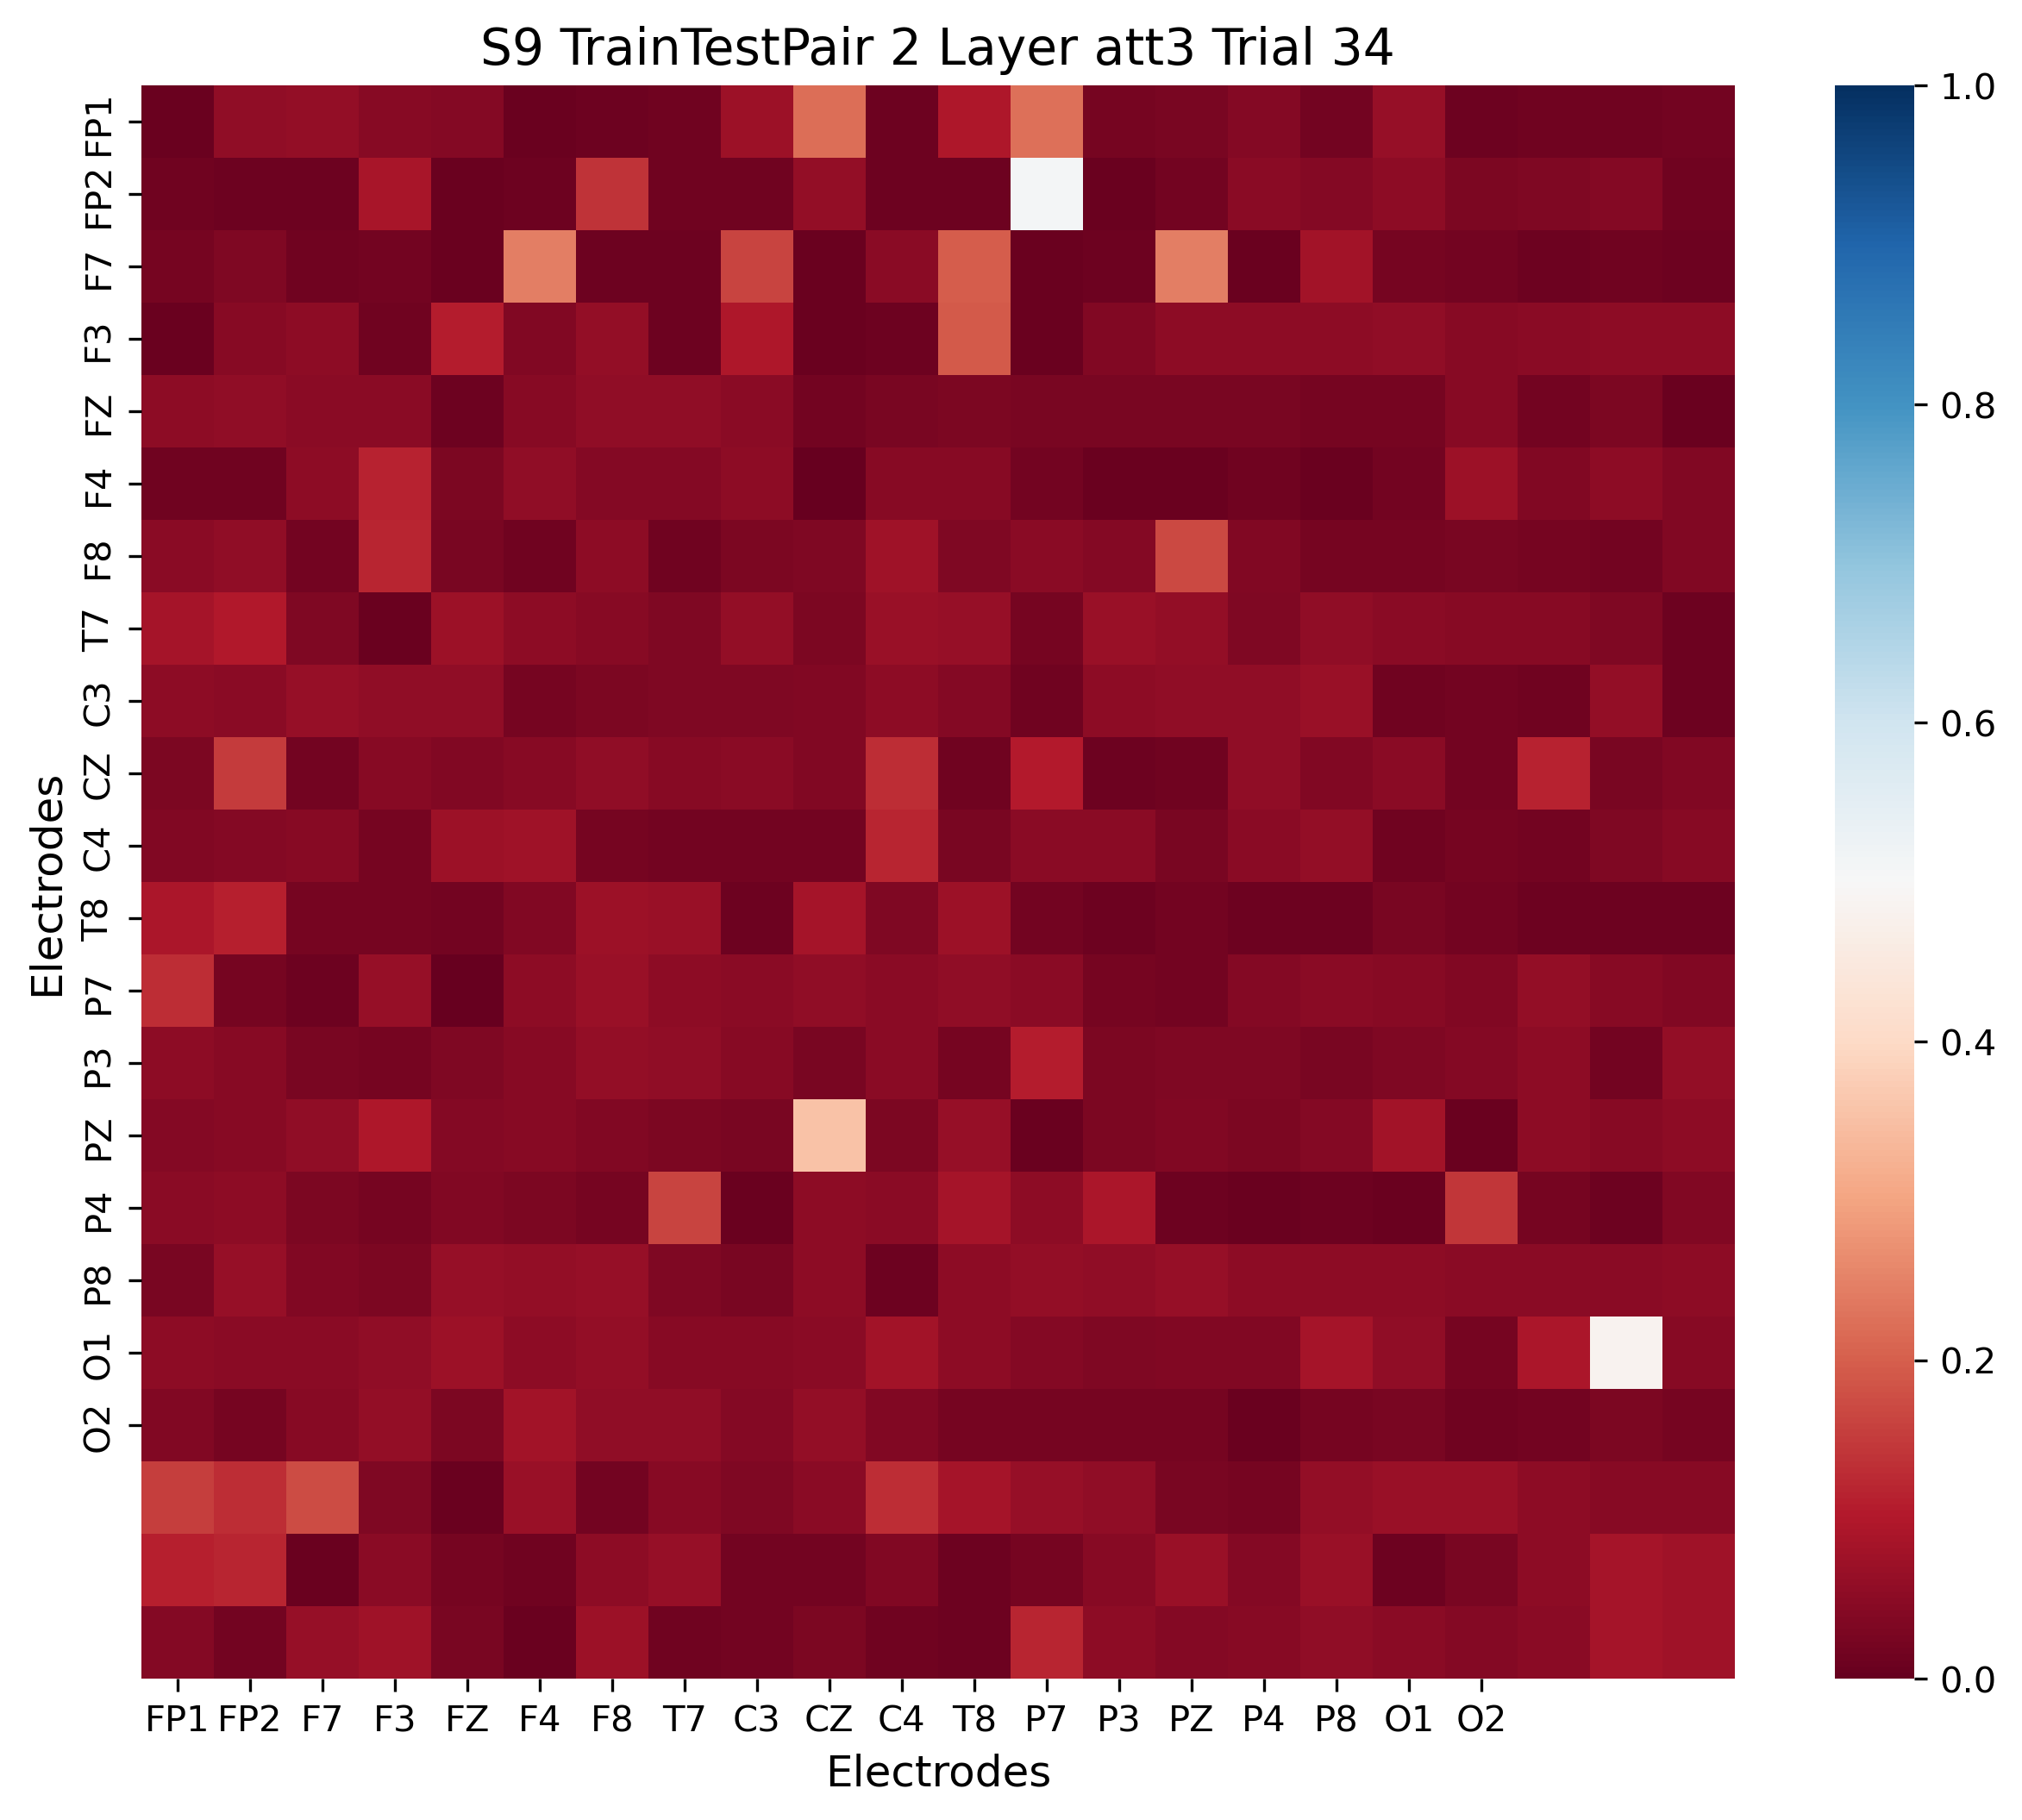 S9 TrainTestPair 2 Layer att3 Trial 34
Electrodes
FP1
FP2
F7
F3
FZ
F4
F8
T7
C3
CZ
C4
T8
P7
P3
PZ
P4
P8
O1
O2
FP1 FP2 F7 F3 FZ F4 F8 T7 C3 CZ C4 T8 P7 P3 PZ P4 P8 O1 O2
Electrodes
1.0
0.8
0.6
0.4
0.2
0.0